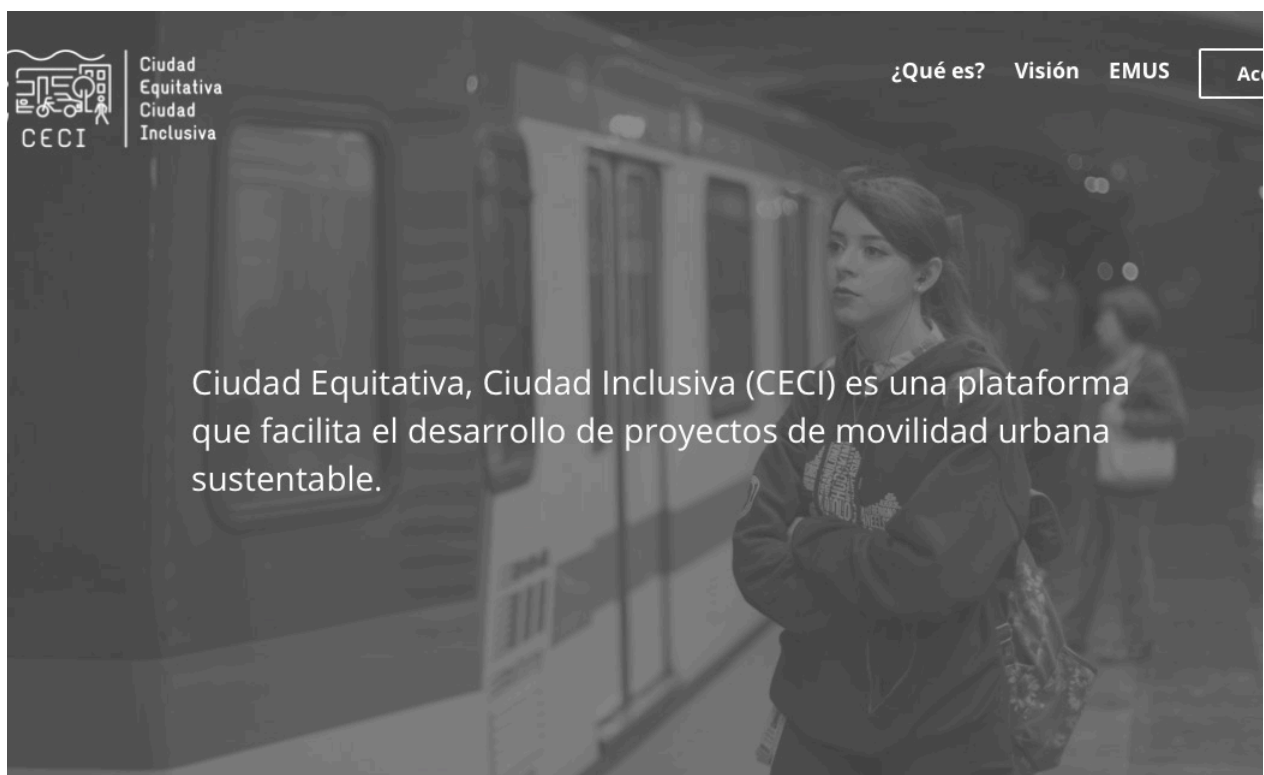 CECI
Ciudad
Equitativa
Ciudad
Inclusiva
¿Qué es? Visión EMUS
Ciudad Equitativa, Ciudad Inclusiva (CECI) es una plataforma
que facilita el desarrollo de proyectos de movilidad urbana
sustentable.